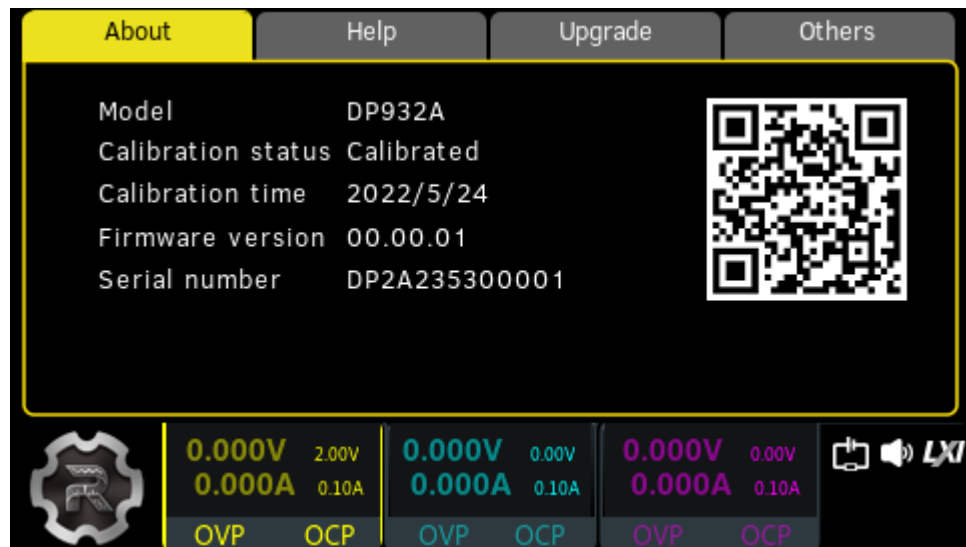 About Help Upgrade Others
Model DP932A
Calibration status Calibrated
Calibration time 2022/5/24
Firmware version 00.00.01
Serial number DP2A235300001
0.000V 2.00V 0.000V 0.00V 0.000V 0.00V
0.000A 0.10A 0.000A 0.10A 0.000A 0.10A
OVP OCP OVP OCP OVP OCP
LXI
R